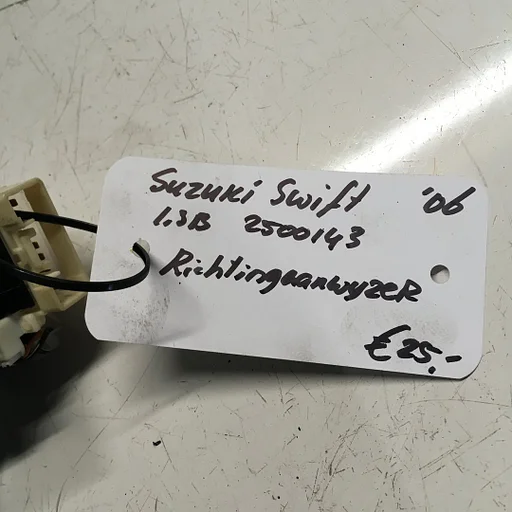 Suzuki Swift '06
1.3B 2500143
Richtingaanwyzer
€25,-